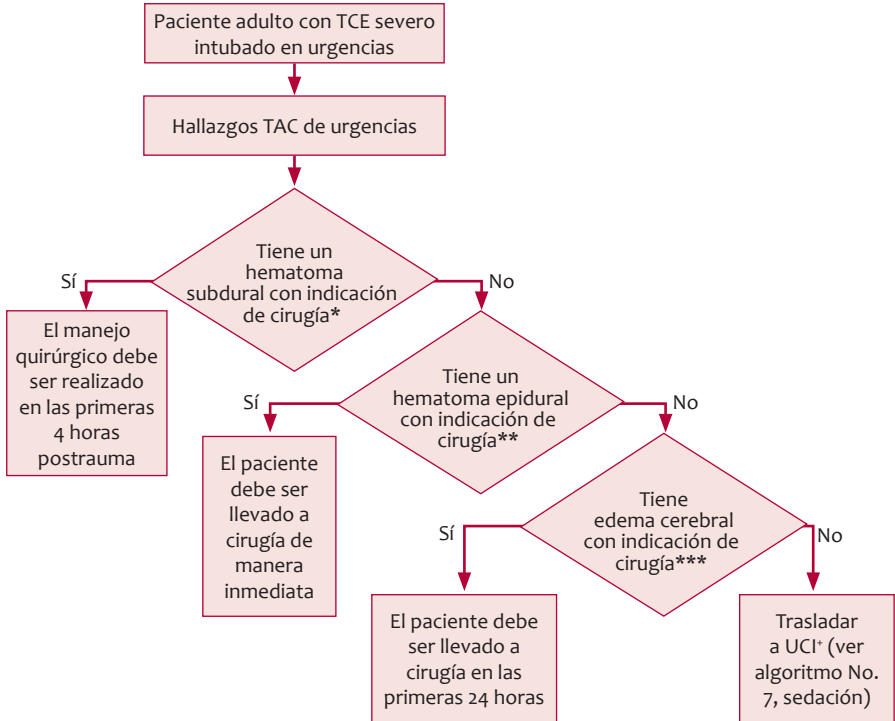 Paciente adulto con TCE severo
intubado en urgencias
Hallazgos TAC de urgencias
Tiene un
hematoma
subdural con indicación
de cirugía*
Sí
No
El manejo
quirúrgico debe
ser realizado
en las primeras
4 horas
postrauma
Tiene un
hematoma epidural
con indicación de
cirugía**
Sí
No
El paciente
debe ser
llevado a
cirugía de
manera
inmediata
Tiene
edema cerebral
con indicación de
cirugía***
Sí
No
El paciente debe
ser llevado a
cirugía en las
primeras 24 horas
Trasladar
a UCI⁺ (ver
algoritmo No.
7, sedación)